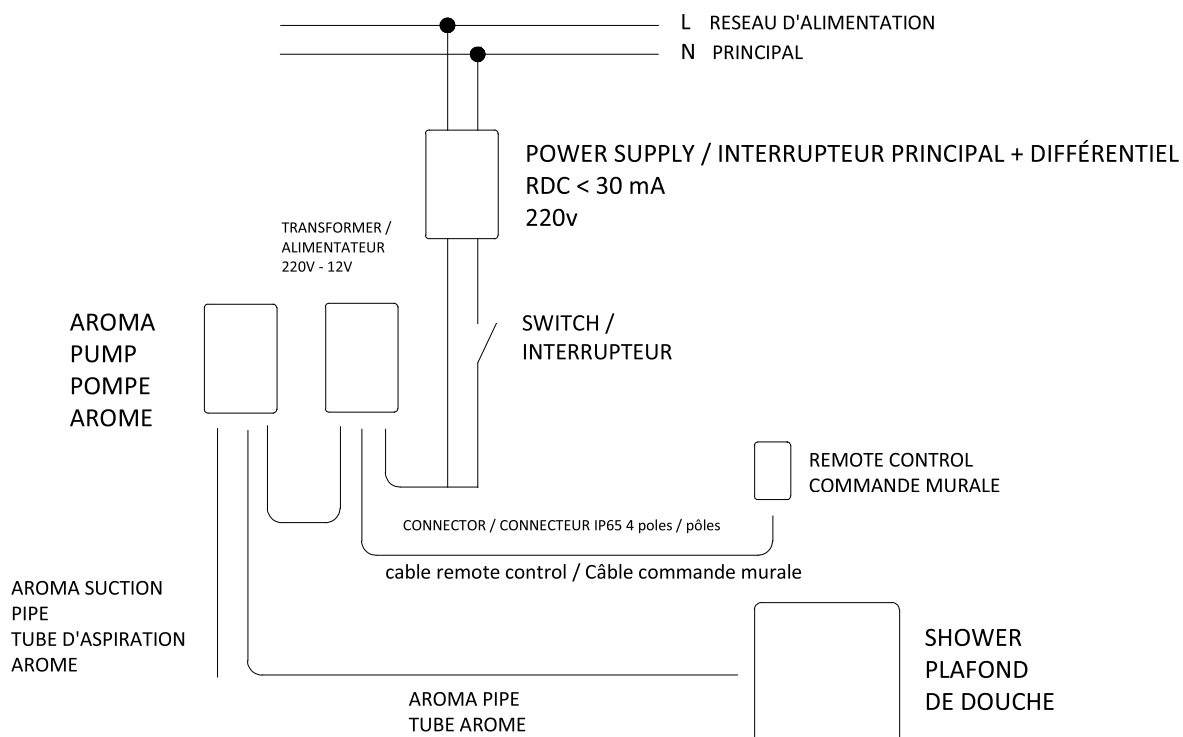 L RESEAU D'ALIMENTATION
N PRINCIPAL
POWER SUPPLY / INTERRUPTEUR PRINCIPAL + DIFFÉRENTIEL
RDC < 30 mA
220v
TRANSFORMER /
ALIMENTATEUR
220V - 12V
AROMA
PUMP
POMPE
AROME
SWITCH /
INTERRUPTEUR
REMOTE CONTROL
COMMANDE MURALE
CONNECTOR / CONNECTEUR IP65 4 poles / pôles
cable remote control / Câble commande murale
AROMA SUCTION
PIPE
TUBE D'ASPIRATION
AROME
SHOWER
PLAFOND
DE DOUCHE
AROMA PIPE
TUBE AROME